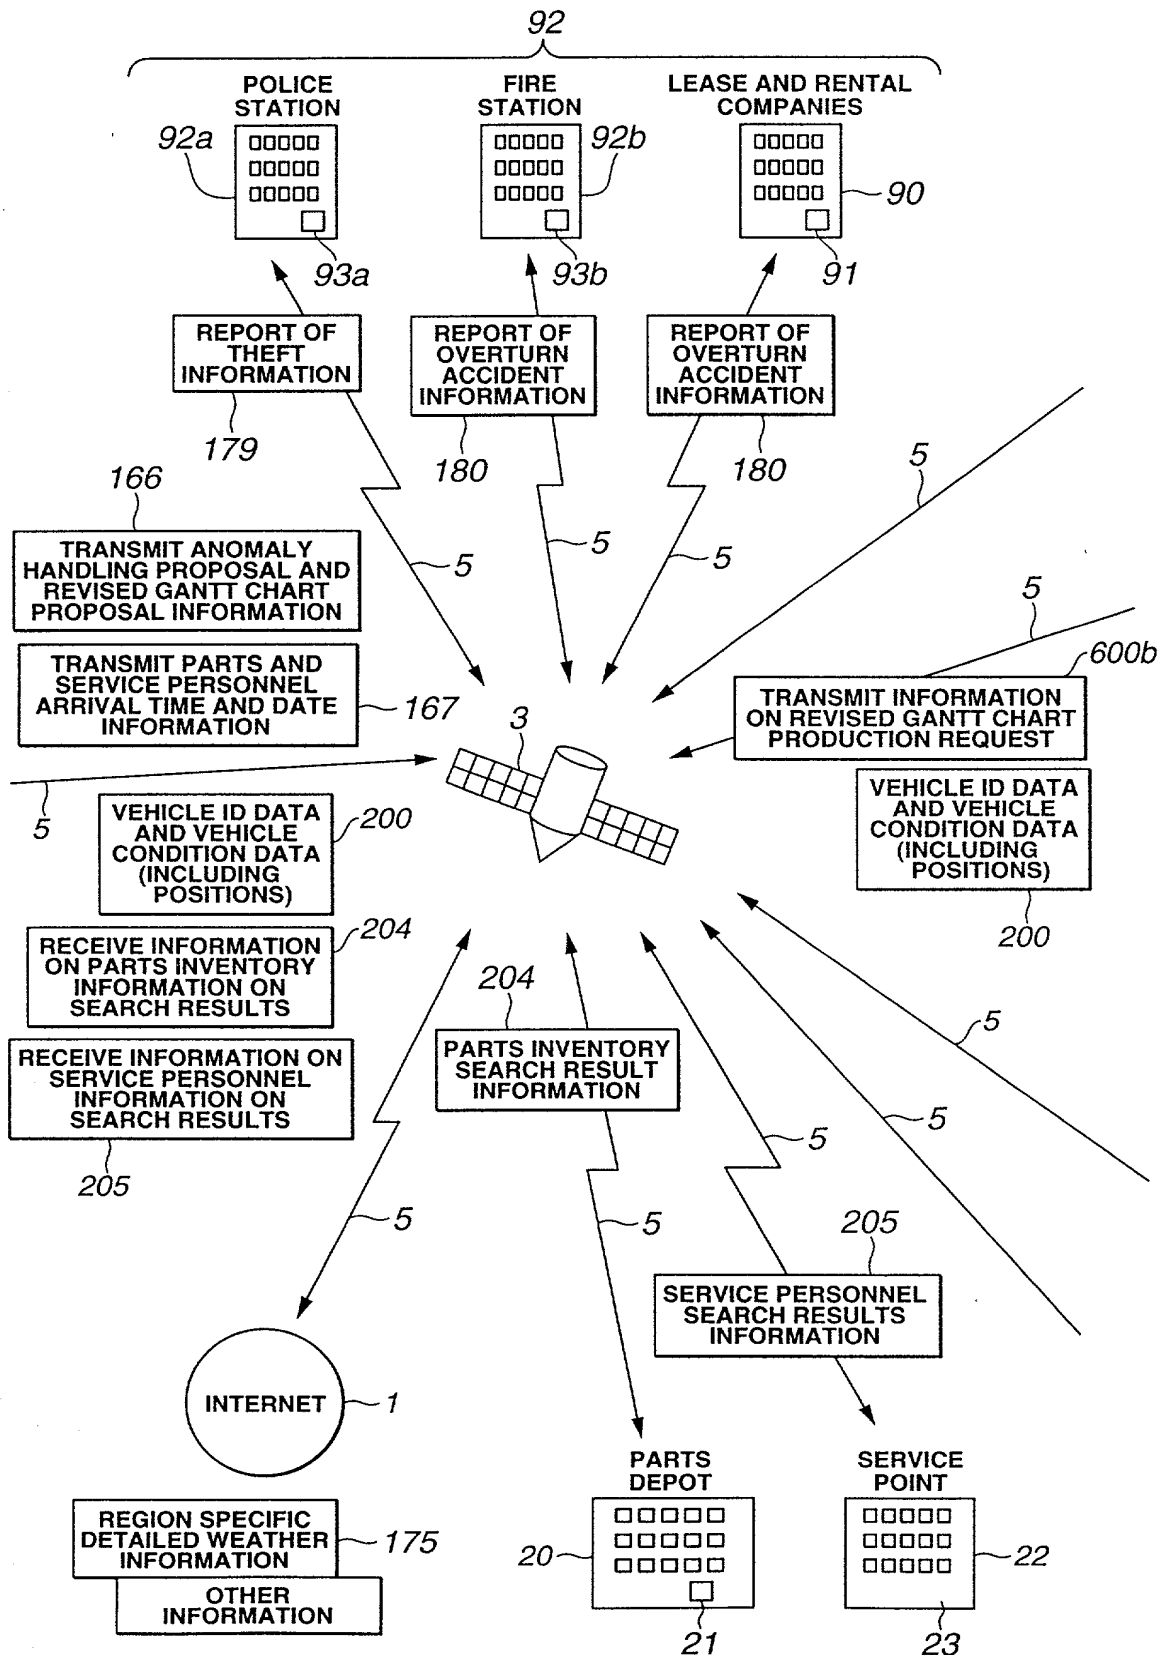 92
POLICE
STATION
FIRE
STATION
LEASE AND RENTAL
COMPANIES
92a
92b
90
93a
93b
91
REPORT OF
THEFT
INFORMATION
REPORT OF
OVERTURN
ACCIDENT
INFORMATION
REPORT OF
OVERTURN
ACCIDENT
INFORMATION
179
180
180
5
166
5
5
5
TRANSMIT ANOMALY
HANDLING PROPOSAL AND
REVISED GANTT CHART
PROPOSAL INFORMATION
5
600b
TRANSMIT PARTS AND
SERVICE PERSONNEL
ARRIVAL TIME AND DATE
INFORMATION
167
3
TRANSMIT INFORMATION
ON REVISED GANTT CHART
PRODUCTION REQUEST
5
VEHICLE ID DATA
AND VEHICLE
CONDITION DATA
(INCLUDING
POSITIONS)
200
VEHICLE ID DATA
AND VEHICLE
CONDITION DATA
(INCLUDING
POSITIONS)
200
RECEIVE INFORMATION
ON PARTS INVENTORY
INFORMATION ON
SEARCH RESULTS
204
204
PARTS INVENTORY
SEARCH RESULT
INFORMATION
5
RECEIVE INFORMATION ON
SERVICE PERSONNEL
INFORMATION ON
SEARCH RESULTS
205
5
5
5
5
205
SERVICE PERSONNEL
SEARCH RESULTS
INFORMATION
INTERNET
1
PARTS
DEPOT
SERVICE
POINT
REGION SPECIFIC
DETAILED WEATHER
INFORMATION
175
20
22
OTHER
INFORMATION
21
23